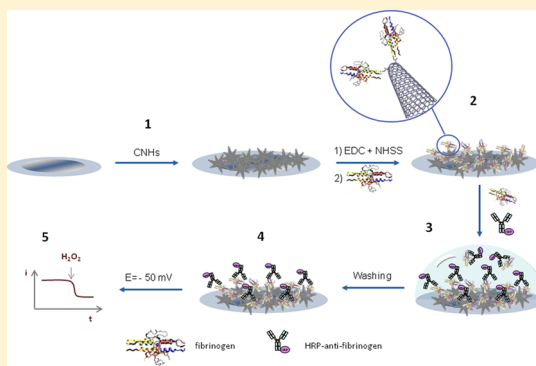 1
CNHs
1) EDC + NHSS
2)
2
3
Washing
4
E= - 50 mV
5
H₂O₂
i
t
fibrinogen
HRP-anti-fibrinogen